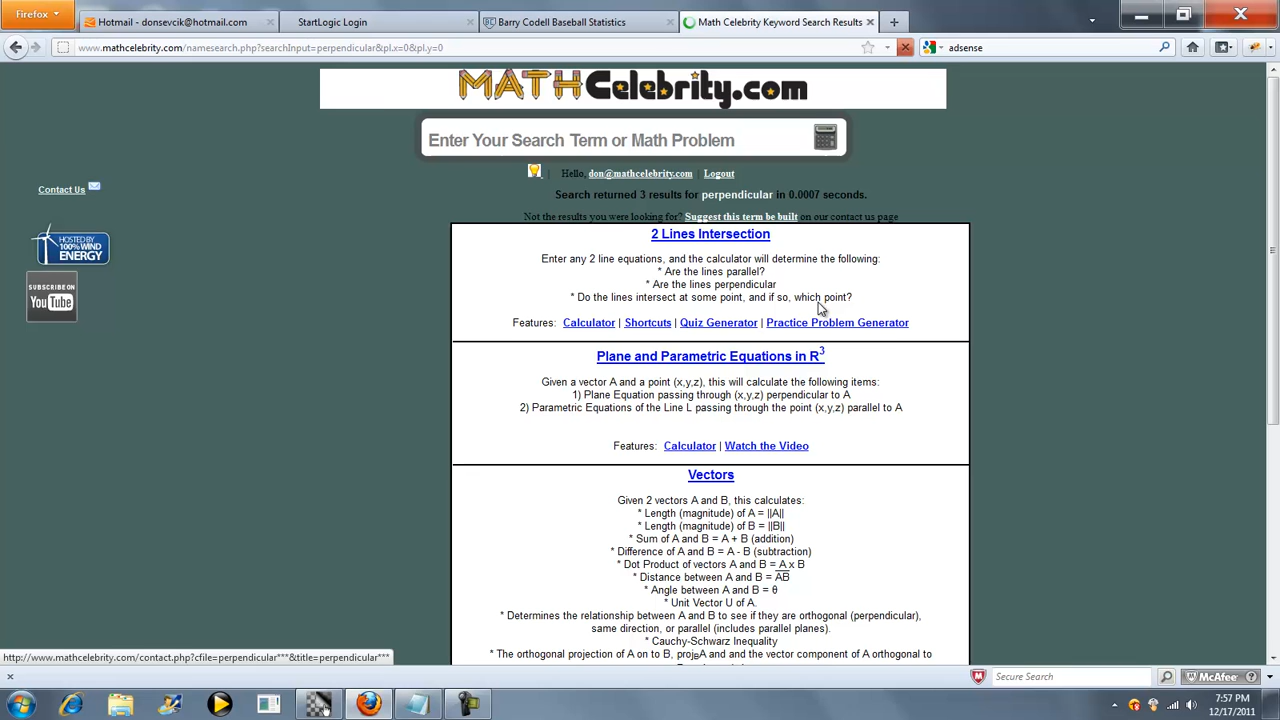 Firefox
Hotmail - donsevcik@hotmail.com
StartLogic Login
Barry Codell Baseball Statistics
Math Celebrity Keyword Search Results
www.mathcelebrity.com/namesearch.php?searchInput=perpendicular&pl.x=0&pl.y=0
adsense
MATHCelebrity.com
Enter Your Search Term or Math Problem
Hello, don@mathcelebrity.com | Logout
Contact Us
Search returned 3 results for perpendicular in 0.0007 seconds.
Not the results you were looking for? Suggest this term be built on our contact us page
HOSTED BY
100% WIND
ENERGY
SUBSCRIBE ON
YouTube
2 Lines Intersection
Enter any 2 line equations, and the calculator will determine the following:
* Are the lines parallel?
* Are the lines perpendicular
* Do the lines intersect at some point, and if so, which point?
Features: Calculator | Shortcuts | Quiz Generator | Practice Problem Generator
Plane and Parametric Equations in R³
Given a vector A and a point (x,y,z), this will calculate the following items:
1) Plane Equation passing through (x,y,z) perpendicular to A
2) Parametric Equations of the Line L passing through the point (x,y,z) parallel to A
Features: Calculator | Watch the Video
Vectors
Given 2 vectors A and B, this calculates:
* Length (magnitude) of A = ||A||
* Length (magnitude) of B = ||B||
* Sum of A and B = A + B (addition)
* Difference of A and B = A - B (subtraction)
* Dot Product of vectors A and B = A x B
* Distance between A and B = AB
* Angle between A and B = θ
* Unit Vector U of A.
* Determines the relationship between A and B to see if they are orthogonal (perpendicular),
same direction, or parallel (includes parallel planes).
* Cauchy-Schwarz Inequality
* The orthogonal projection of A on to B, projBA and and the vector component of A orthogonal to
http://www.mathcelebrity.com/contact.php?cfile=perpendicular***&title=perpendicular***
Secure Search
McAfee
7:57 PM
12/17/2011